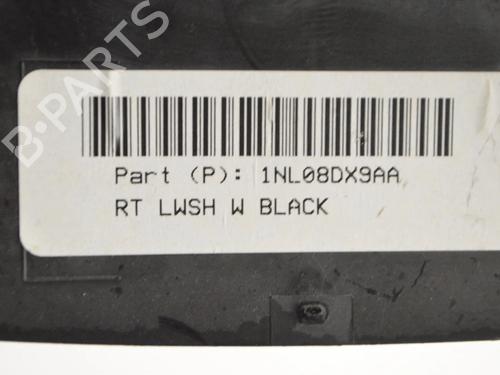 B-PARTS
Part (P): 1NL08DX9AA
RT LWSH W BLACK